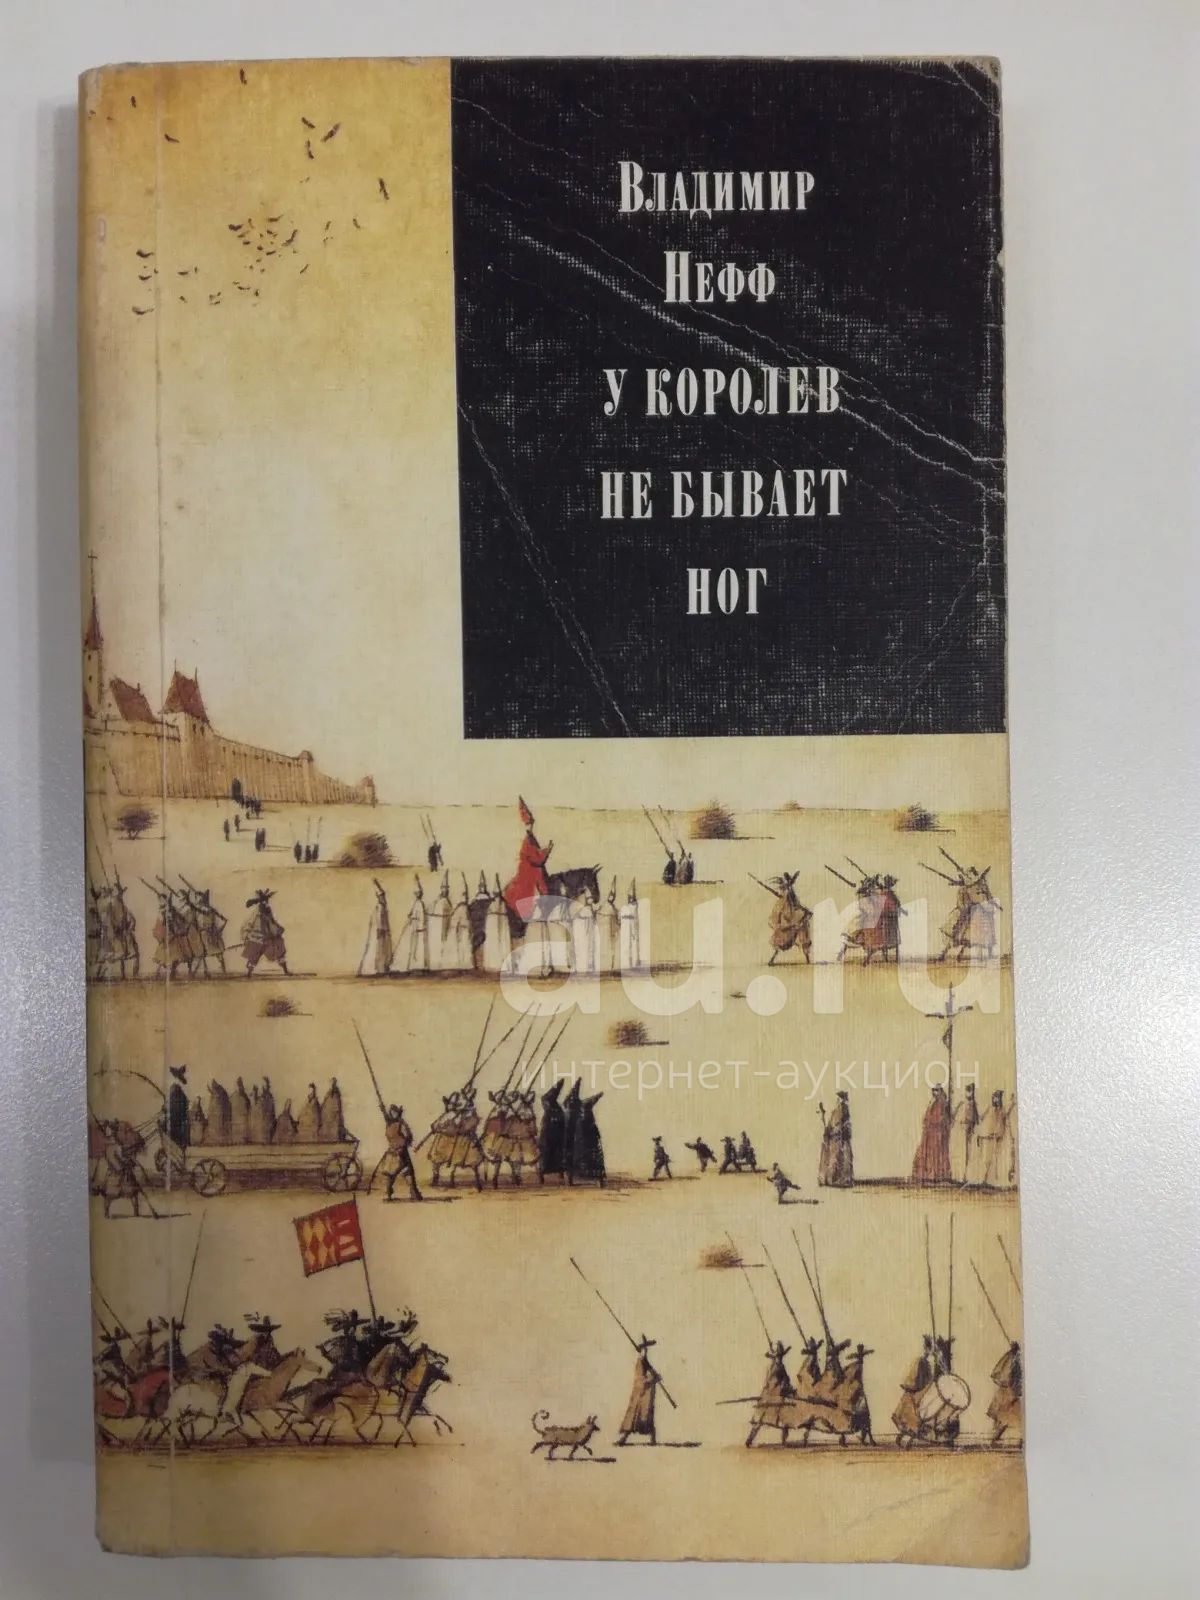 Владимир
Нефф
у королев
не бывает
ног
au.ru
интернет-аукцион